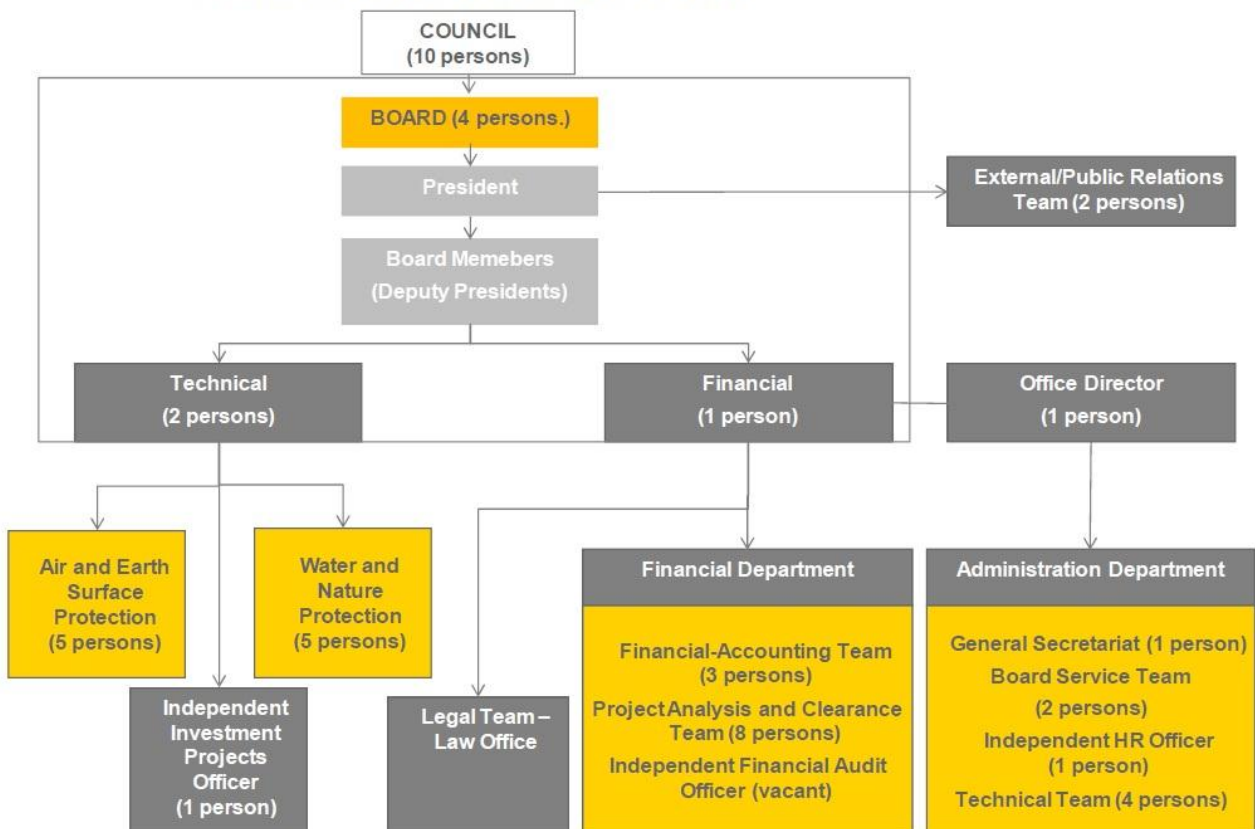 COUNCIL
(10 persons)
BOARD (4 persons.)
President
External/Public Relations
Team (2 persons)
Board Memebers
(Deputy Presidents)
Technical
(2 persons)
Financial
(1 person)
Office Director
(1 person)
Air and Earth
Surface
Protection
(5 persons)
Water and
Nature
Protection
(5 persons)
Independent
Investment
Projects
Officer
(1 person)
Legal Team –
Law Office
Financial Department
Financial-Accounting Team
(3 persons)
Project Analysis and Clearance
Team (8 persons)
Independent Financial Audit
Officer (vacant)
Administration Department
General Secretariat (1 person)
Board Service Team
(2 persons)
Independent HR Officer
(1 person)
Technical Team (4 persons)